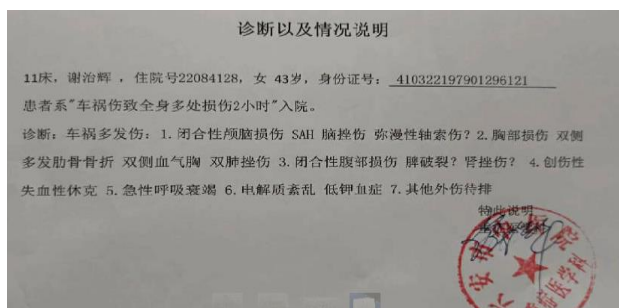 诊断以及情况说明
11床，谢治辉 ，住院号22084128，女 43岁，身份证号: 410322197901296121
患者系"车祸伤致全身多处损伤2小时"入院。
诊断：车祸多发伤：1.闭合性颅脑损伤 SAH 脑挫伤 弥漫性轴索伤？2.胸部损伤 双侧
多发肋骨骨折 双侧血气胸 双肺挫伤 3.闭合性腹部损伤 脾破裂？肾挫伤？ 4.创伤性
失血性休克 5.急性呼吸衰竭 6.电解质紊乱 低钾血症 7.其他外伤待排
特此说明